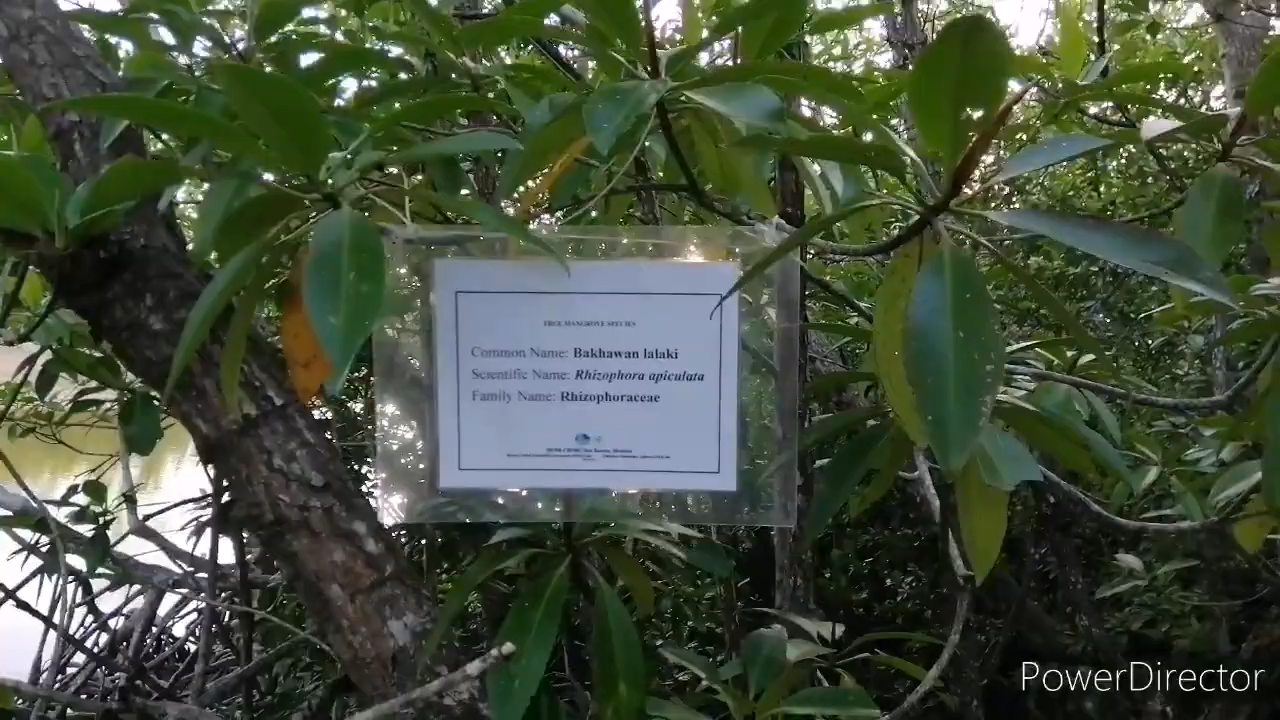 TRUE MANGROVE SPECIES
Common Name: Bakhawan lalaki
Scientific Name: Rhizophora apiculata
Family Name: Rhizophoraceae
PowerDirector